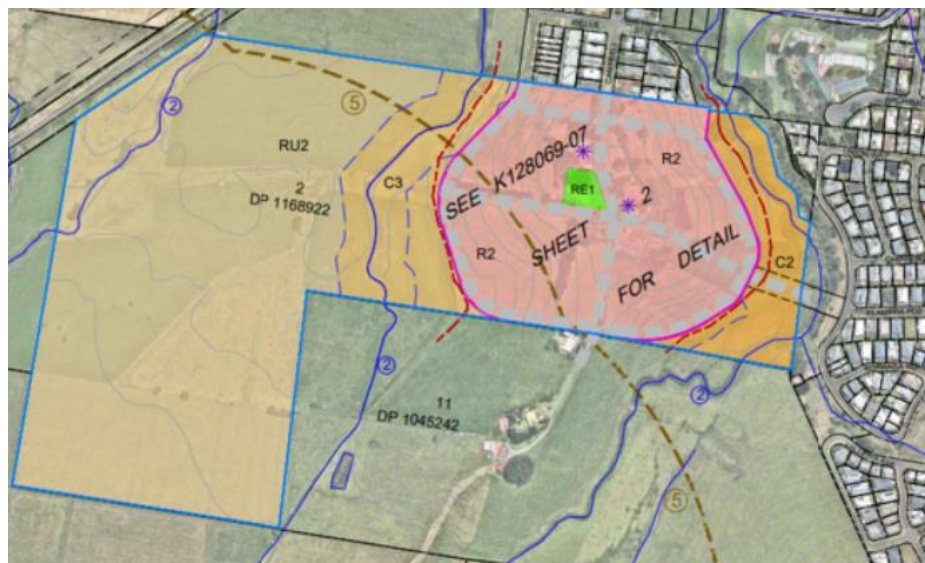 2
5
RU2
2
DP 1168922
C3
SEE K128069-07
R2
RE1
2
R2
SHEET
FOR DETAIL
C2
2
2
11
DP 1045242
5